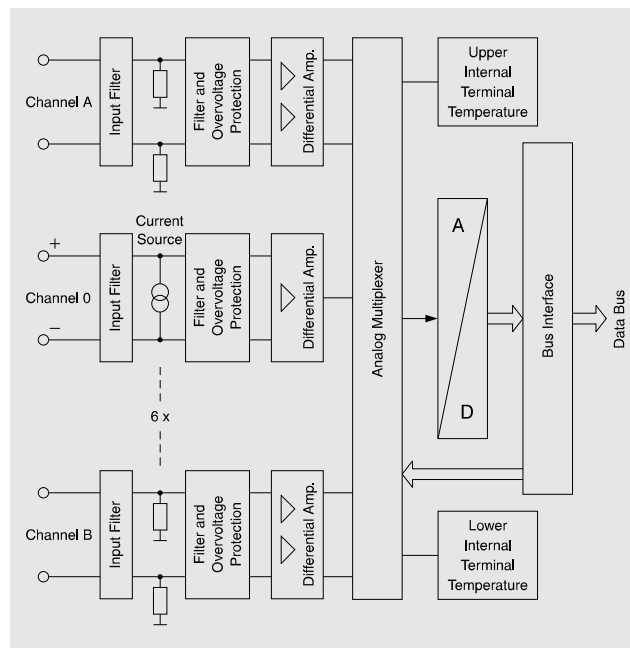 Channel A
Input Filter
Filter and
Overvoltage
Protection
Differential Amp.
Upper
Internal
Terminal
Temperature
Current
Source
+
Channel 0
−
Input Filter
Filter and
Overvoltage
Protection
Differential Amp.
Analog Multiplexer
A
D
Bus Interface
Data Bus
6 x
Channel B
Input Filter
Filter and
Overvoltage
Protection
Differential Amp.
Lower
Internal
Terminal
Temperature